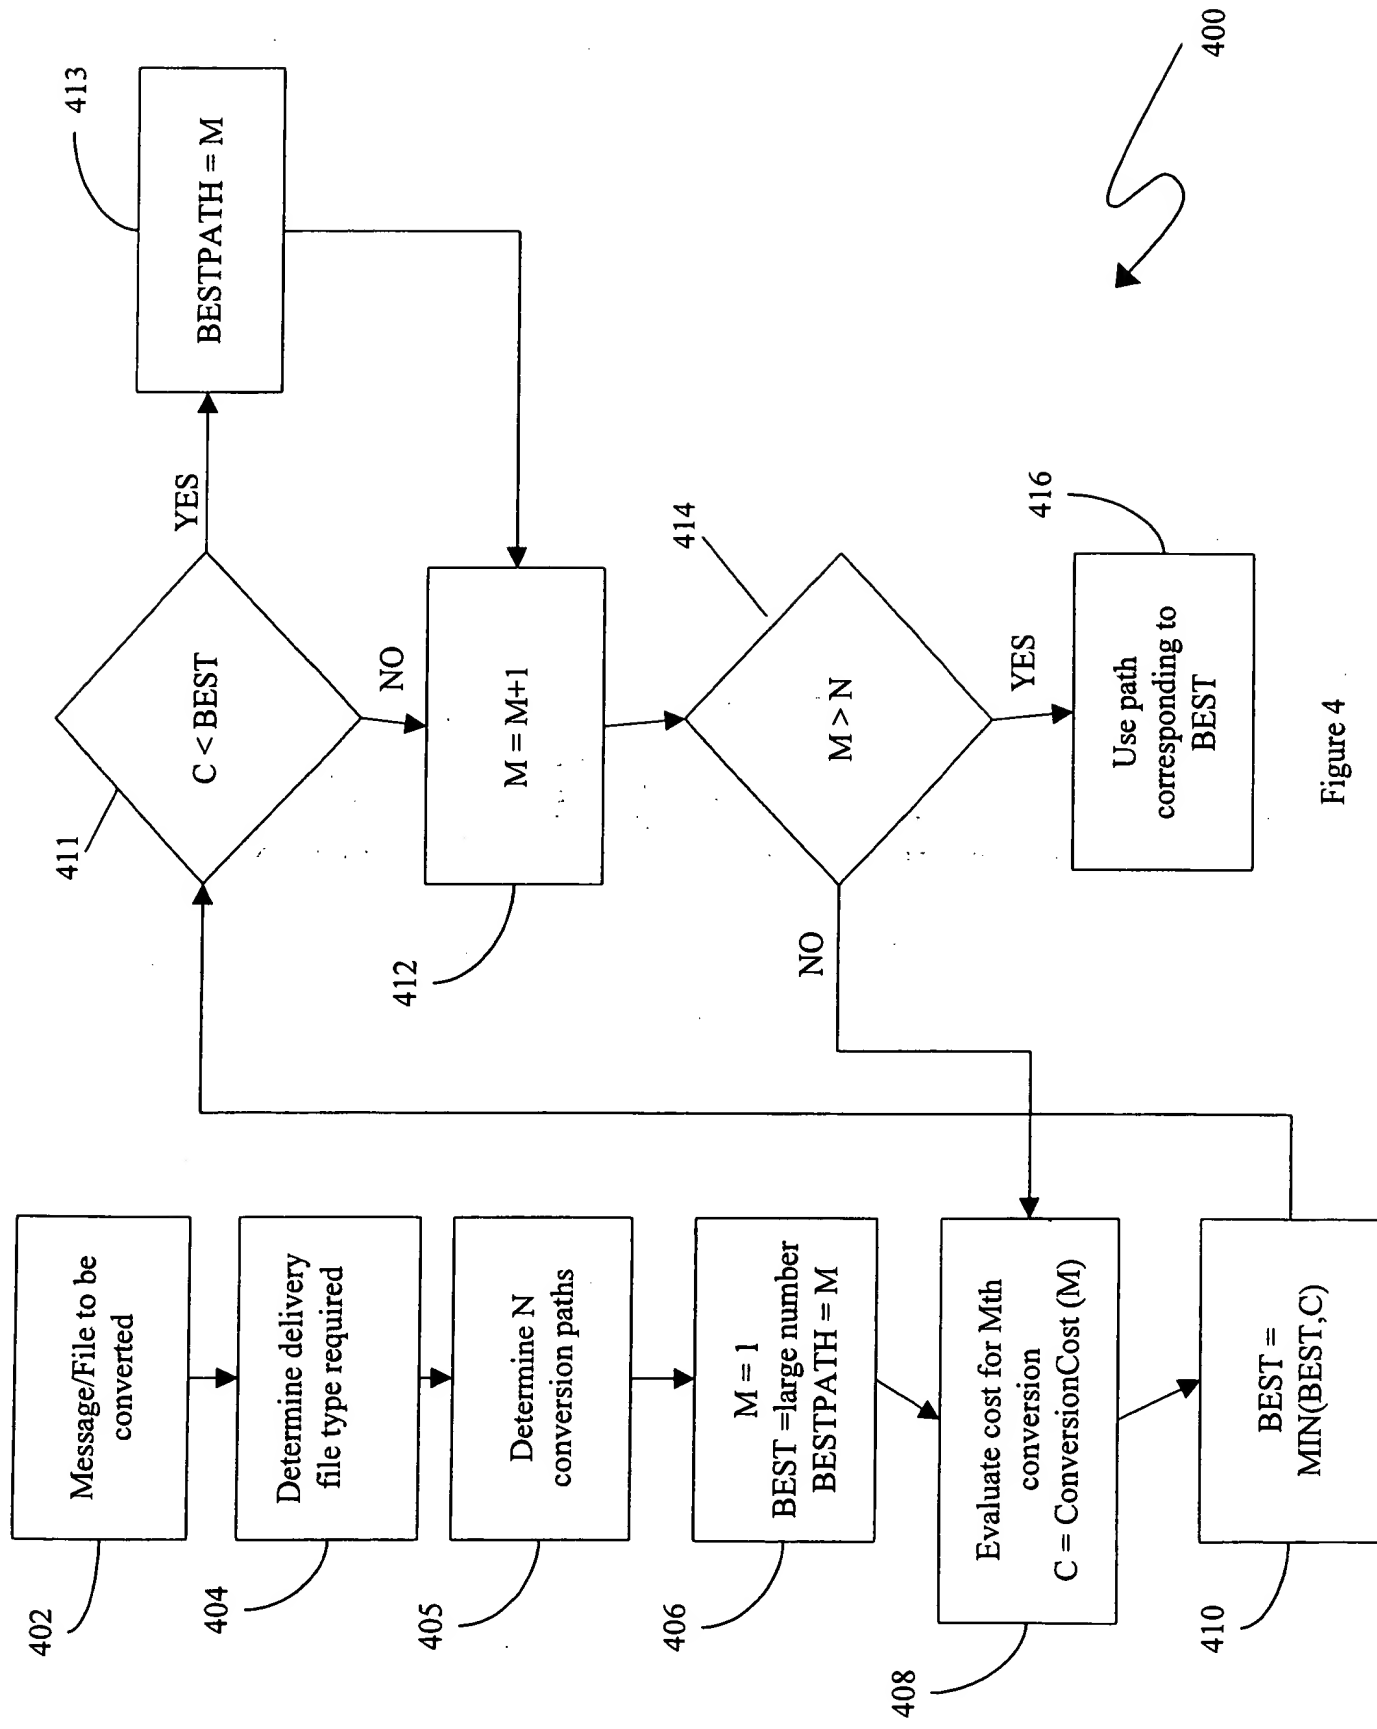 402
Message/File to be
converted
404
Determine delivery
file type required
405
Determine N
conversion paths
406
M = 1
BEST =large number
BESTPATH = M
408
Evaluate cost for Mth
conversion
C = ConversionCost (M)
410
BEST =
MIN(BEST,C)
411
C < BEST
YES
NO
413
BESTPATH = M
412
M = M+1
414
M > N
NO
YES
416
Use path
corresponding to
BEST
400
Figure 4